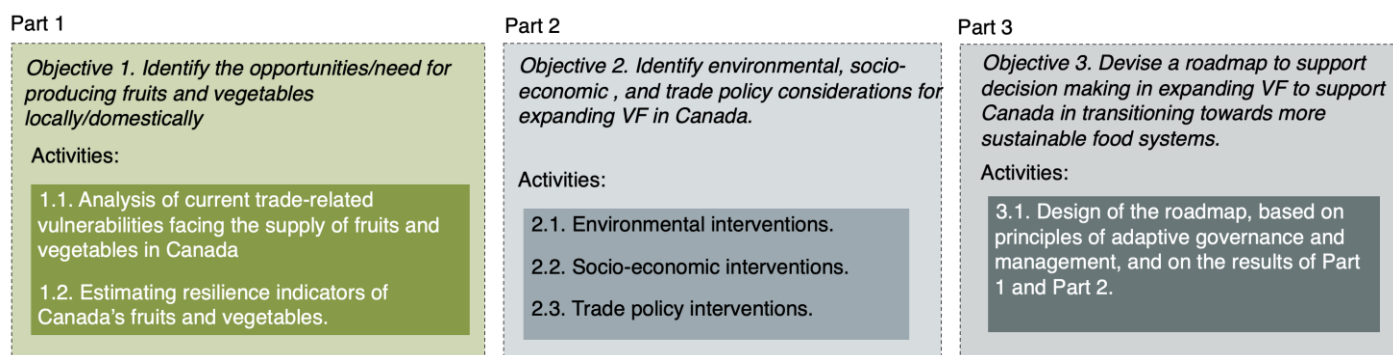 Part 1
Objective 1. Identify the opportunities/need for
producing fruits and vegetables
locally/domestically
Activities:
1.1. Analysis of current trade-related
vulnerabilities facing the supply of fruits and
vegetables in Canada
1.2. Estimating resilience indicators of
Canada's fruits and vegetables.
Part 2
Objective 2. Identify environmental, socio-
economic , and trade policy considerations for
expanding VF in Canada.
Activities:
2.1. Environmental interventions.
2.2. Socio-economic interventions.
2.3. Trade policy interventions.
Part 3
Objective 3. Devise a roadmap to support
decision making in expanding VF to support
Canada in transitioning towards more
sustainable food systems.
Activities:
3.1. Design of the roadmap, based on
principles of adaptive governance and
management, and on the results of Part
1 and Part 2.